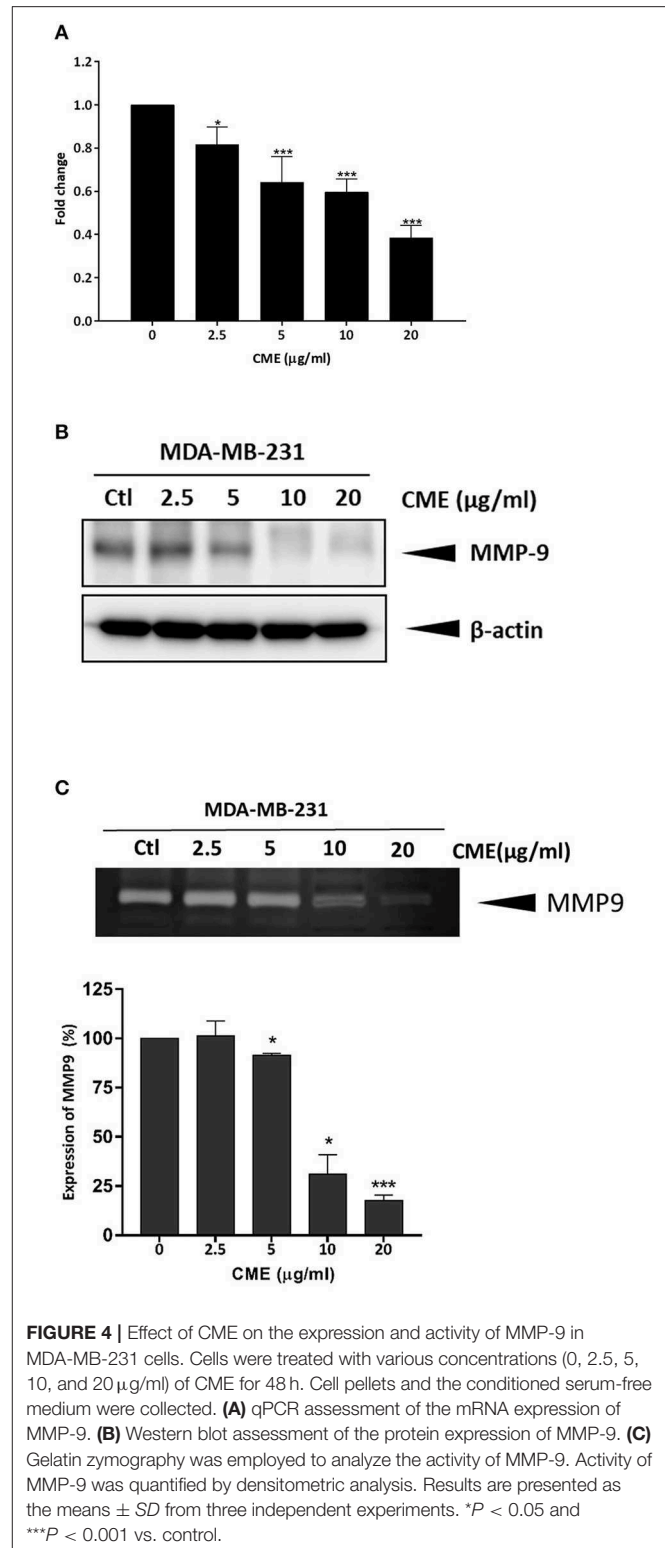 A
Fold change
1.2
1.0
0.8
0.6
0.4
0.2
0.0
*
***
***
***
0 2.5 5 10 20
CME (μg/ml)
B
MDA-MB-231
Ctl 2.5 5 10 20 CME (μg/ml)
MMP-9
β-actin
C
MDA-MB-231
Ctl 2.5 5 10 20 CME(μg/ml)
MMP9
Expression of MMP9 (%)
125
100
75
50
25
0
*
*
***
0 2.5 5 10 20
CME (μg/ml)
FIGURE 4 | Effect of CME on the expression and activity of MMP-9 in
MDA-MB-231 cells. Cells were treated with various concentrations (0, 2.5, 5,
10, and 20 μg/ml) of CME for 48 h. Cell pellets and the conditioned serum-free
medium were collected. (A) qPCR assessment of the mRNA expression of
MMP-9. (B) Western blot assessment of the protein expression of MMP-9. (C)
Gelatin zymography was employed to analyze the activity of MMP-9. Activity of
MMP-9 was quantified by densitometric analysis. Results are presented as
the means ± SD from three independent experiments. *P < 0.05 and
***P < 0.001 vs. control.